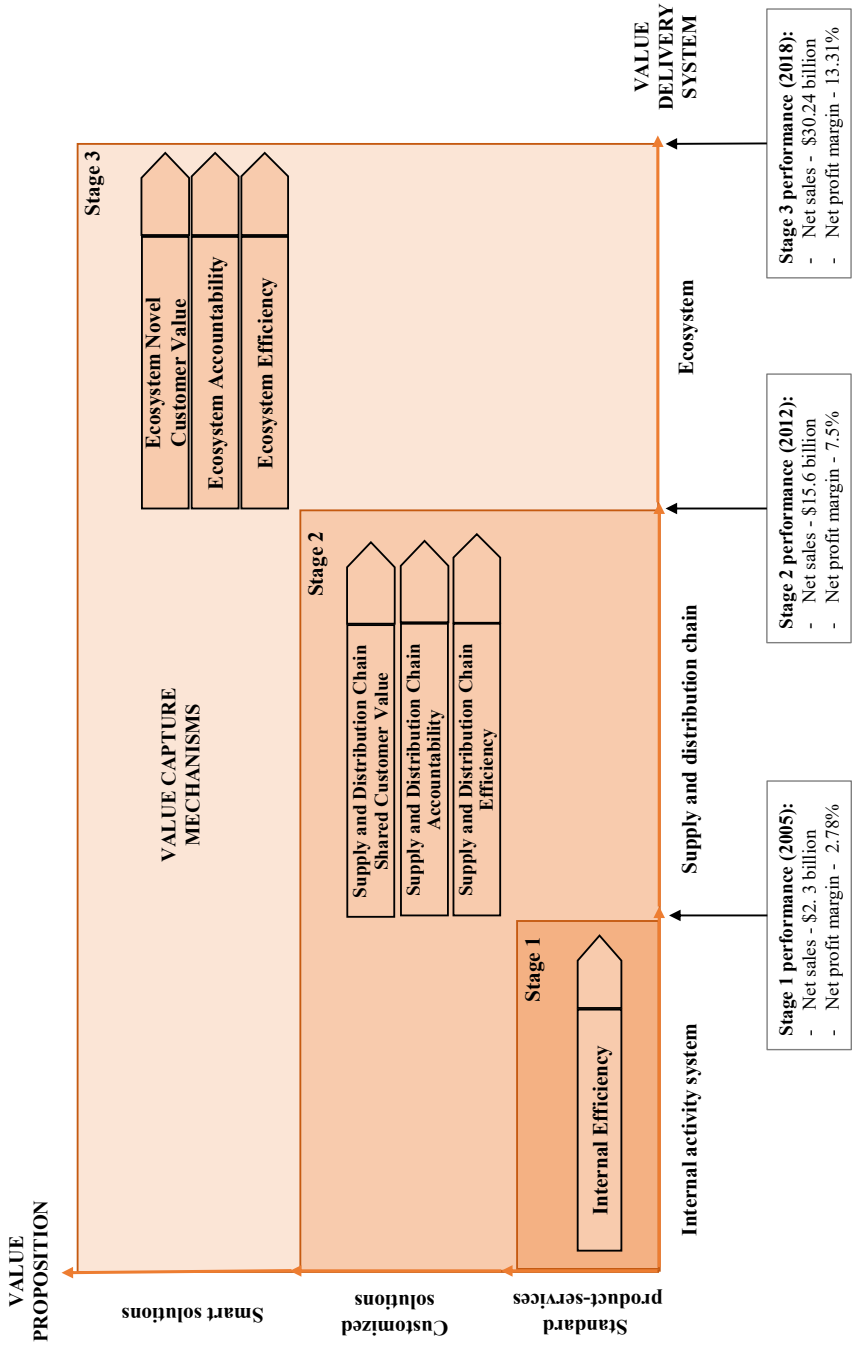 VALUE
PROPOSITION
Smart solutions
Customized
solutions
Standard
product-services
VALUE CAPTURE
MECHANISMS
Stage 3
Ecosystem Novel
Customer Value
Ecosystem Accountability
Ecosystem Efficiency
Stage 2
Supply and Distribution Chain
Shared Customer Value
Supply and Distribution Chain
Accountability
Supply and Distribution Chain
Efficiency
Stage 1
Internal Efficiency
Internal activity system
Supply and distribution chain
Ecosystem
VALUE
DELIVERY
SYSTEM
Stage 1 performance (2005):
- Net sales - $2. 3 billion
- Net profit margin - 2.78%
Stage 2 performance (2012):
- Net sales - $15.6 billion
- Net profit margin - 7.5%
Stage 3 performance (2018):
- Net sales - $30.24 billion
- Net profit margin - 13.31%